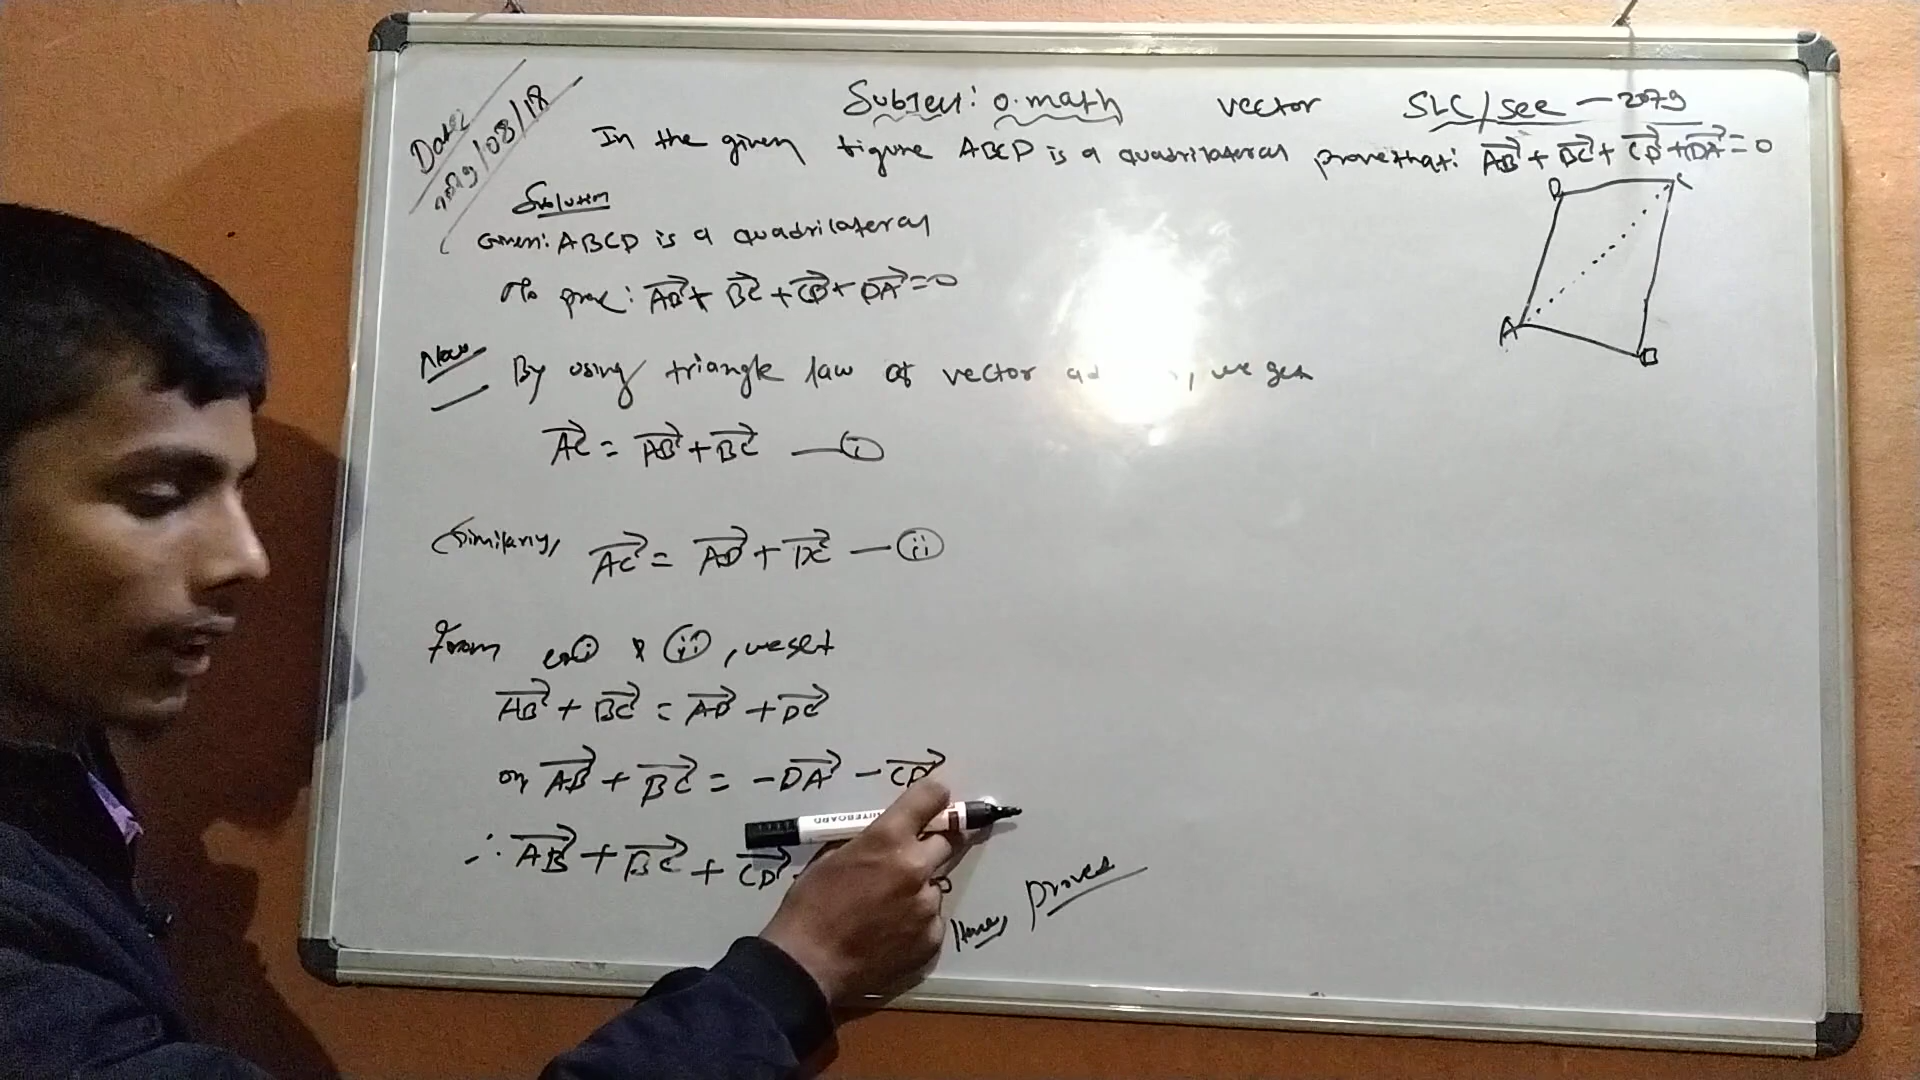 Date
2079/08/18
Subject: O.math vector SLC/see - 2079
In the given figure ABCD is a quadrilateral prove that: AB→ + BC→ + CD→ + DA→ = 0
Solution
Given: ABCD is a quadrilateral
To prove: AB→ + BC→ + CD→ + DA→ = 0
D C
A B
Now By using triangle law of vector ad , we get
AC→ = AB→ + BC→ — (i)
Similarly, AC→ = AD→ + DC→ — (ii)
From eqn (i) & (ii), we get
AB→ + BC→ = AD→ + DC→
or AB→ + BC→ = -DA→ - CD→
∴ AB→ + BC→ + CD→
Hence, proved
WHITEBOARD